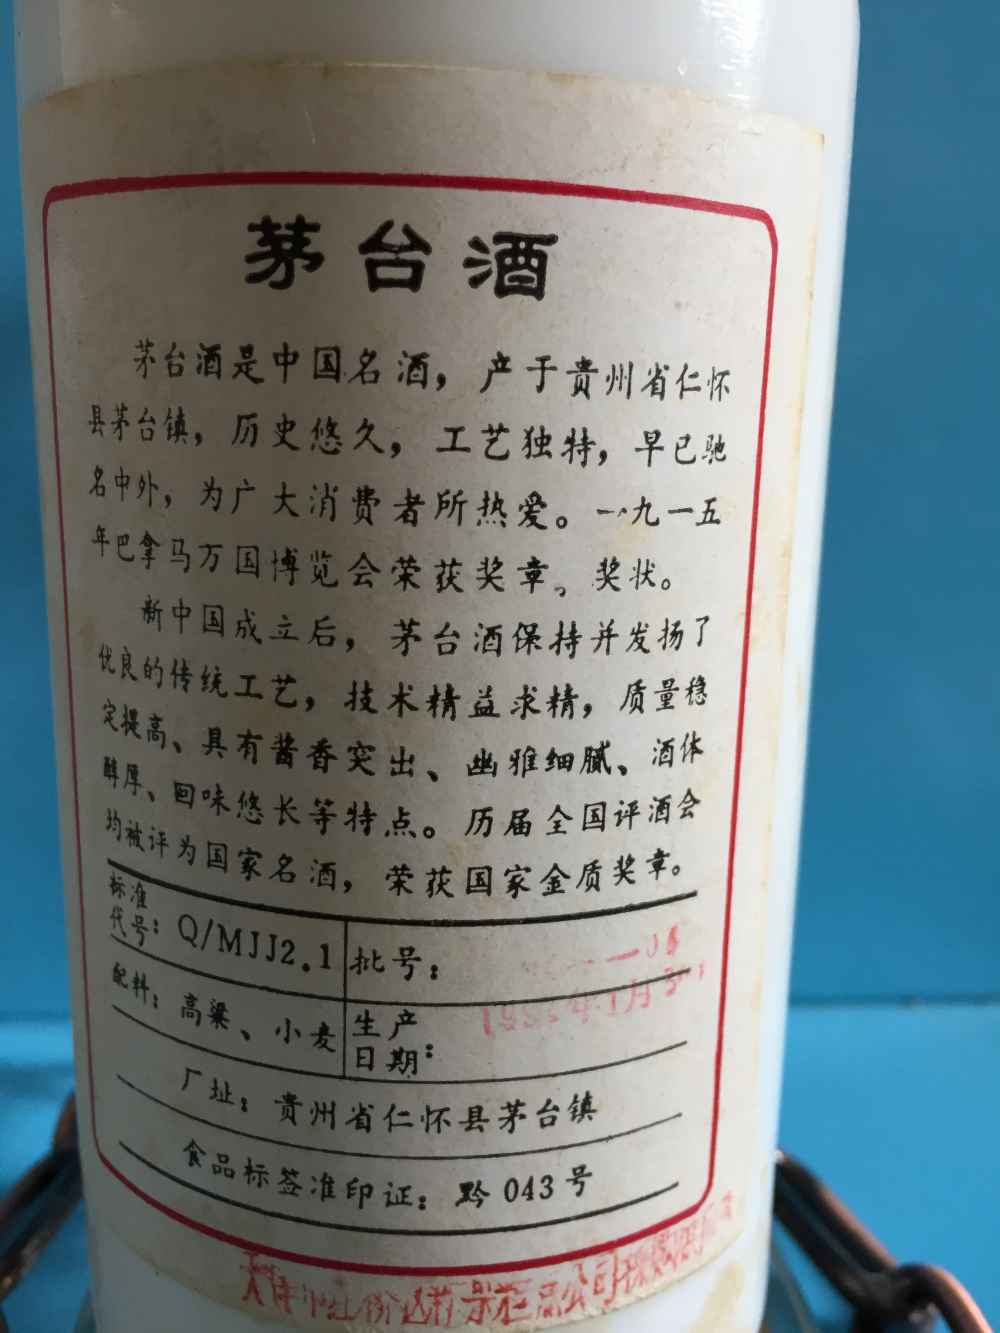 茅台酒
茅台酒是中国名酒，产于贵州省仁怀
县茅台镇，历史悠久，工艺独特，早已驰
名中外，为广大消费者所热爱。一九一五
年巴拿马万国博览会荣获奖章、奖状。
新中国成立后，茅台酒保持并发扬了
优良的传统工艺，技术精益求精，质量稳
定提高、具有酱香突出、幽雅细腻、酒体
醇厚、回味悠长等特点。历届全国评酒会
均被评为国家名酒，荣获国家金质奖章。
标准代号：Q/MJJ2.1
批号：
配料：高粱、小麦
生产日期：
厂址：贵州省仁怀县茅台镇
食品标签准印证：黔043号